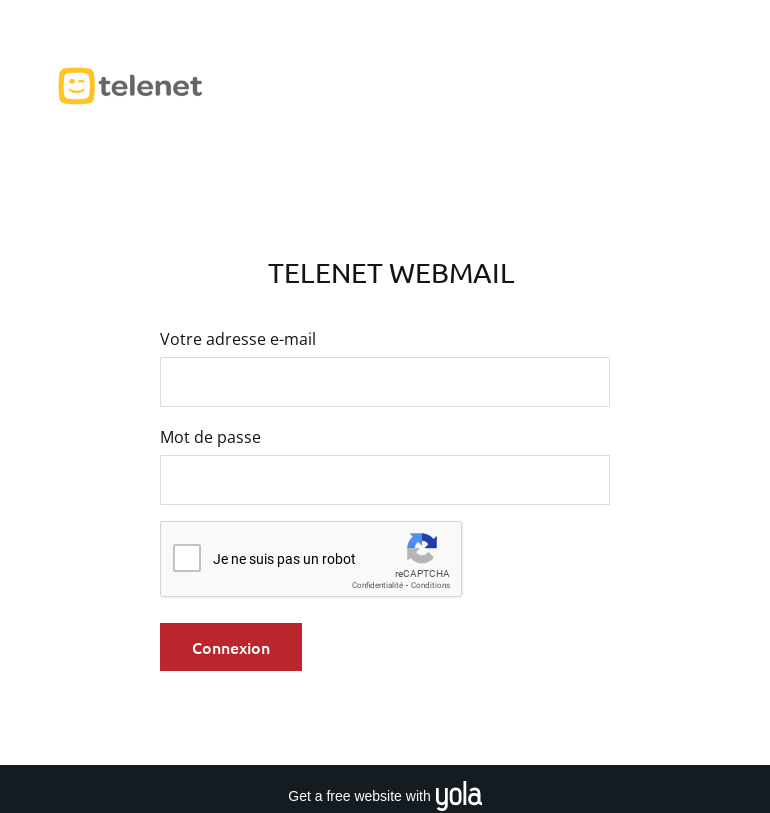 telenet
TELENET WEBMAIL
Votre adresse e-mail
Mot de passe
Je ne suis pas un robot
reCAPTCHA
Confidentialité - Conditions
Connexion
Get a free website with yola